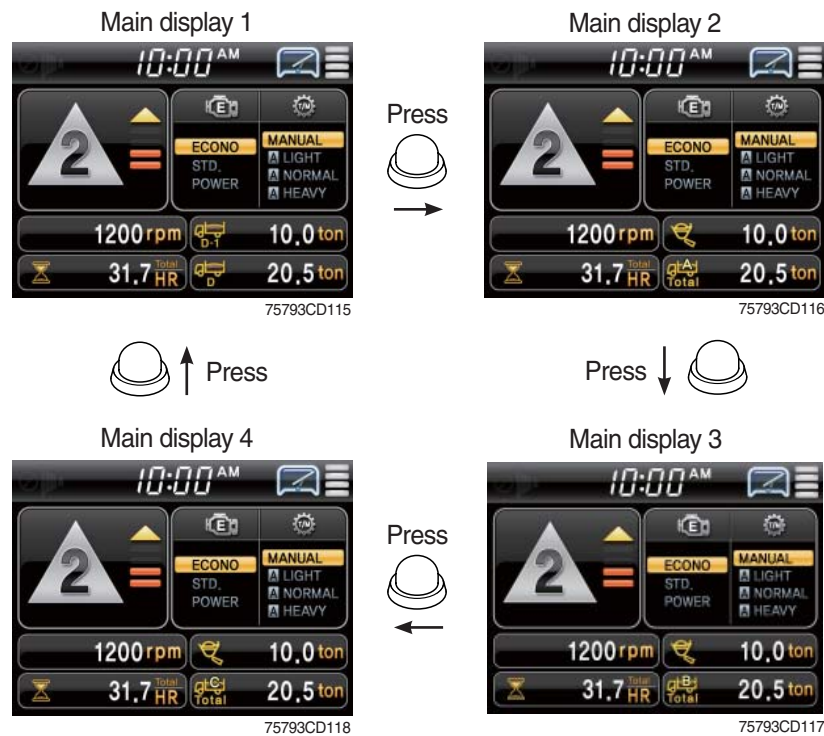 Main display 1
10:00 AM
2
E
T/M
ECONO
STD.
POWER
MANUAL
A LIGHT
A NORMAL
A HEAVY
1200 rpm
D-1
10.0 ton
31.7 Total HR
D
20.5 ton
75793CD115
Press
Main display 2
10:00 AM
2
E
T/M
ECONO
STD.
POWER
MANUAL
A LIGHT
A NORMAL
A HEAVY
1200 rpm
10.0 ton
31.7 Total HR
A Total
20.5 ton
75793CD116
Press
Press
Main display 4
10:00 AM
2
E
T/M
ECONO
STD.
POWER
MANUAL
A LIGHT
A NORMAL
A HEAVY
1200 rpm
10.0 ton
31.7 Total HR
C Total
20.5 ton
75793CD118
Press
Main display 3
10:00 AM
2
E
T/M
ECONO
STD.
POWER
MANUAL
A LIGHT
A NORMAL
A HEAVY
1200 rpm
10.0 ton
31.7 Total HR
B Total
20.5 ton
75793CD117